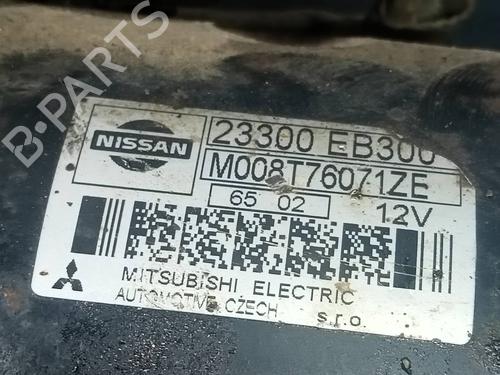 B-PARTS
NISSAN
23300 EB300
M008T76071ZE
65 02
12V
MITSUBISHI ELECTRIC
AUTOMOTIVE CZECH s.r.o.